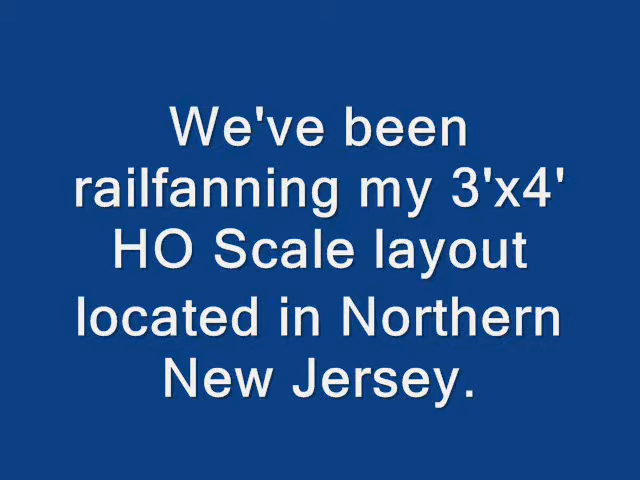 We've been
railfanning my 3'x4'
HO Scale layout
located in Northern
New Jersey.